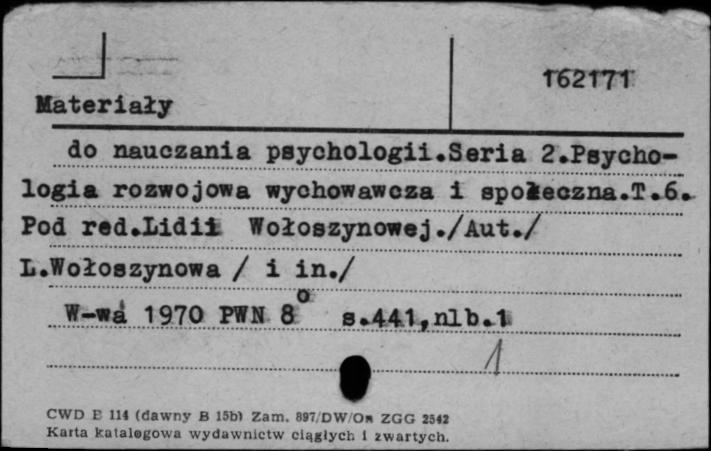 162171
Materiały
do nauczania psychologii.Seria 2.Psycho-
logia rozwojowa wychowawcza i społeczna.T.6.
Pod red.Lidii Wołoszynowej./Aut./
L.Wołoszynowa / i in./
W-wa 1970 PWN 8° s.441,nlb.1
1
CWD E 114 (dawny B 15b) Zam. 897/DW/Om ZGG 2542
Karta katalogowa wydawnictw ciągłych i zwartych.